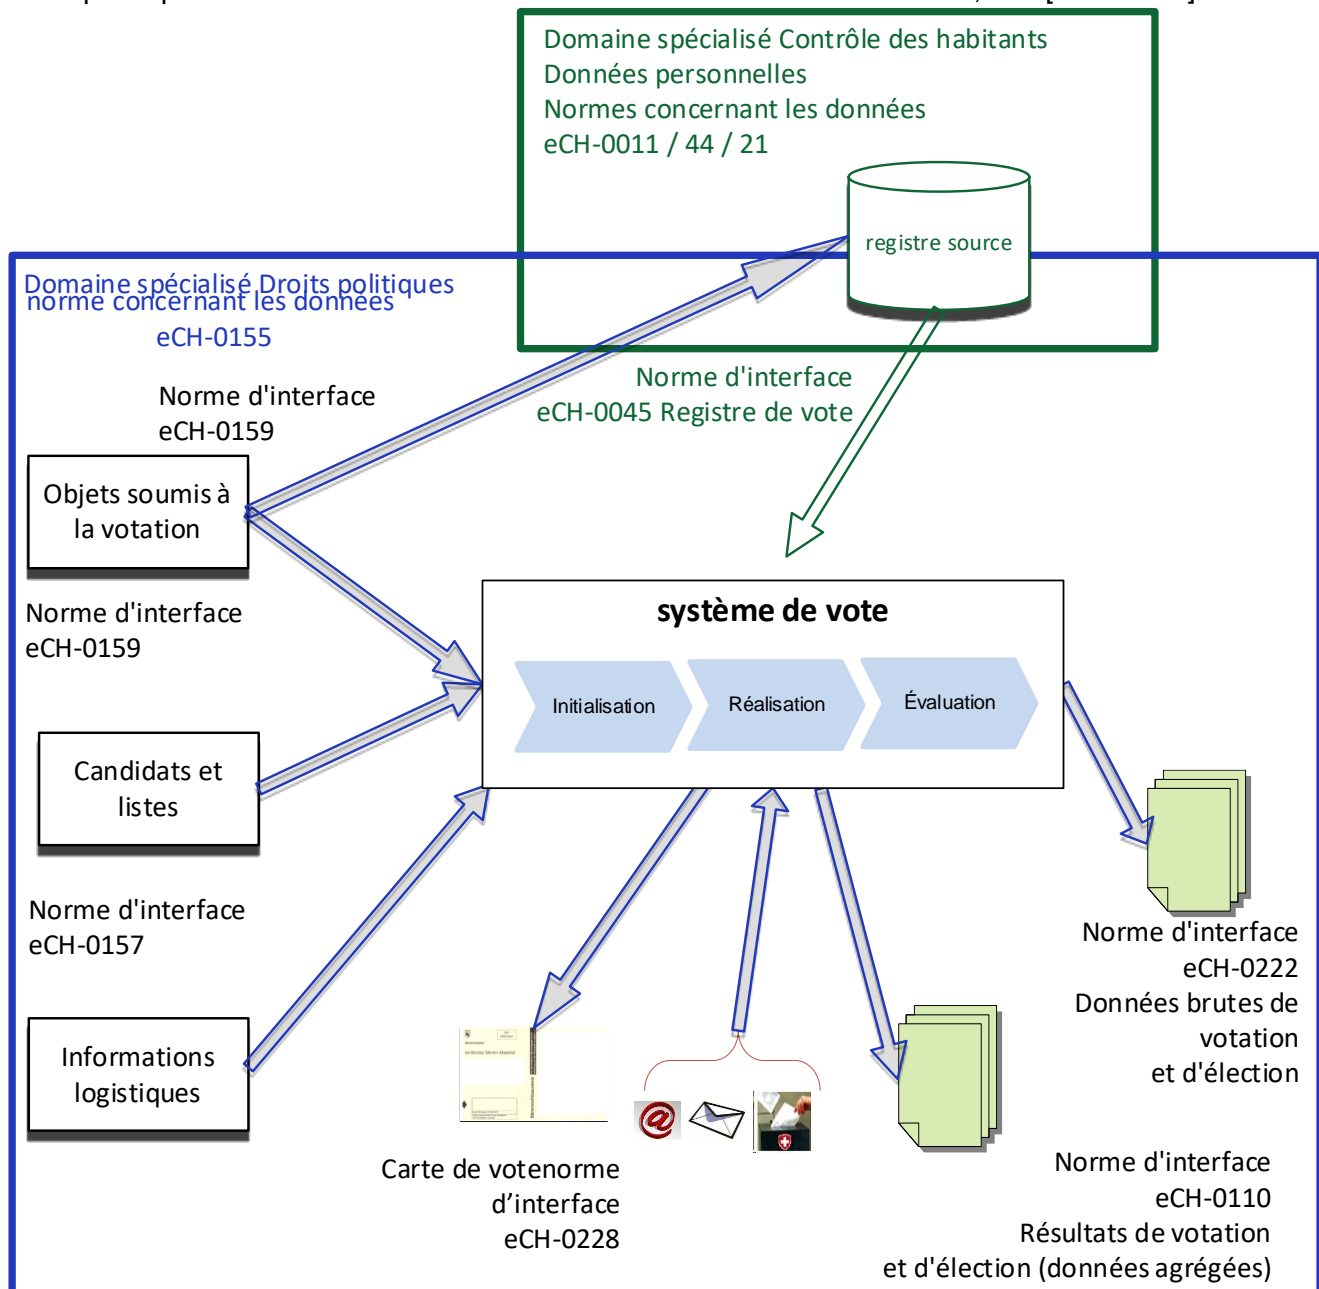 Domaine spécialisé Contrôle des habitants
Données personnelles
Normes concernant les données
eCH-0011 / 44 / 21
registre source
Domaine spécialisé Droits politiques
norme concernant les données
eCH-0155
Norme d'interface
eCH-0159
Norme d'interface
eCH-0045 Registre de vote
Objets soumis à
la votation
Norme d'interface
eCH-0159
système de vote
Initialisation
Réalisation
Évaluation
Candidats et
listes
Norme d'interface
eCH-0157
Norme d'interface
eCH-0222
Données brutes de
votation
et d'élection
Informations
logistiques
Carte de votenorme
d’interface
eCH-0228
Norme d'interface
eCH-0110
Résultats de votation
et d'élection (données agrégées)